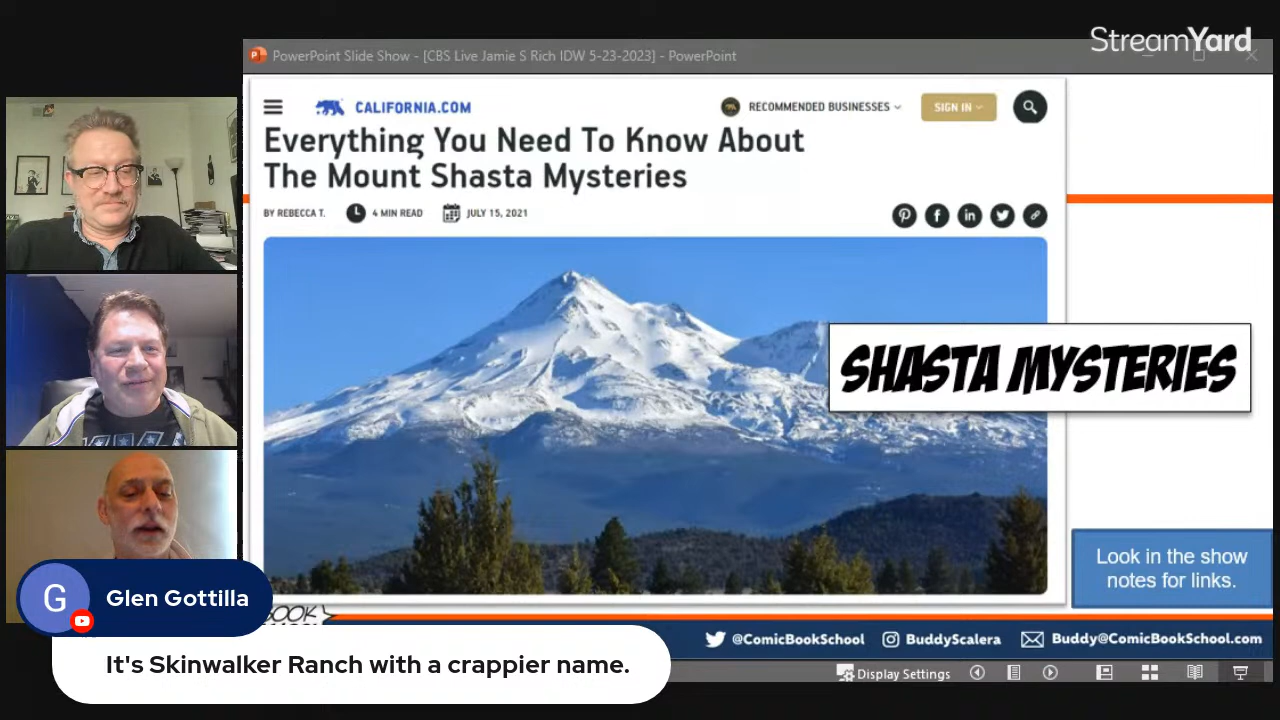 StreamYard
PowerPoint Slide Show - [CBS Live Jamie S Rich IDW 5-23-2023] - PowerPoint
CALIFORNIA.COM
RECOMMENDED BUSINESSES
SIGN IN
Everything You Need To Know About
The Mount Shasta Mysteries
BY REBECCA T.
4 MIN READ
JULY 15, 2021
SHASTA MYSTERIES
Look in the show
notes for links.
G
Glen Gottilla
It's Skinwalker Ranch with a crappier name.
BOOK
@ComicBookSchool
BuddyScalera
Buddy@ComicBookSchool.com
Display Settings